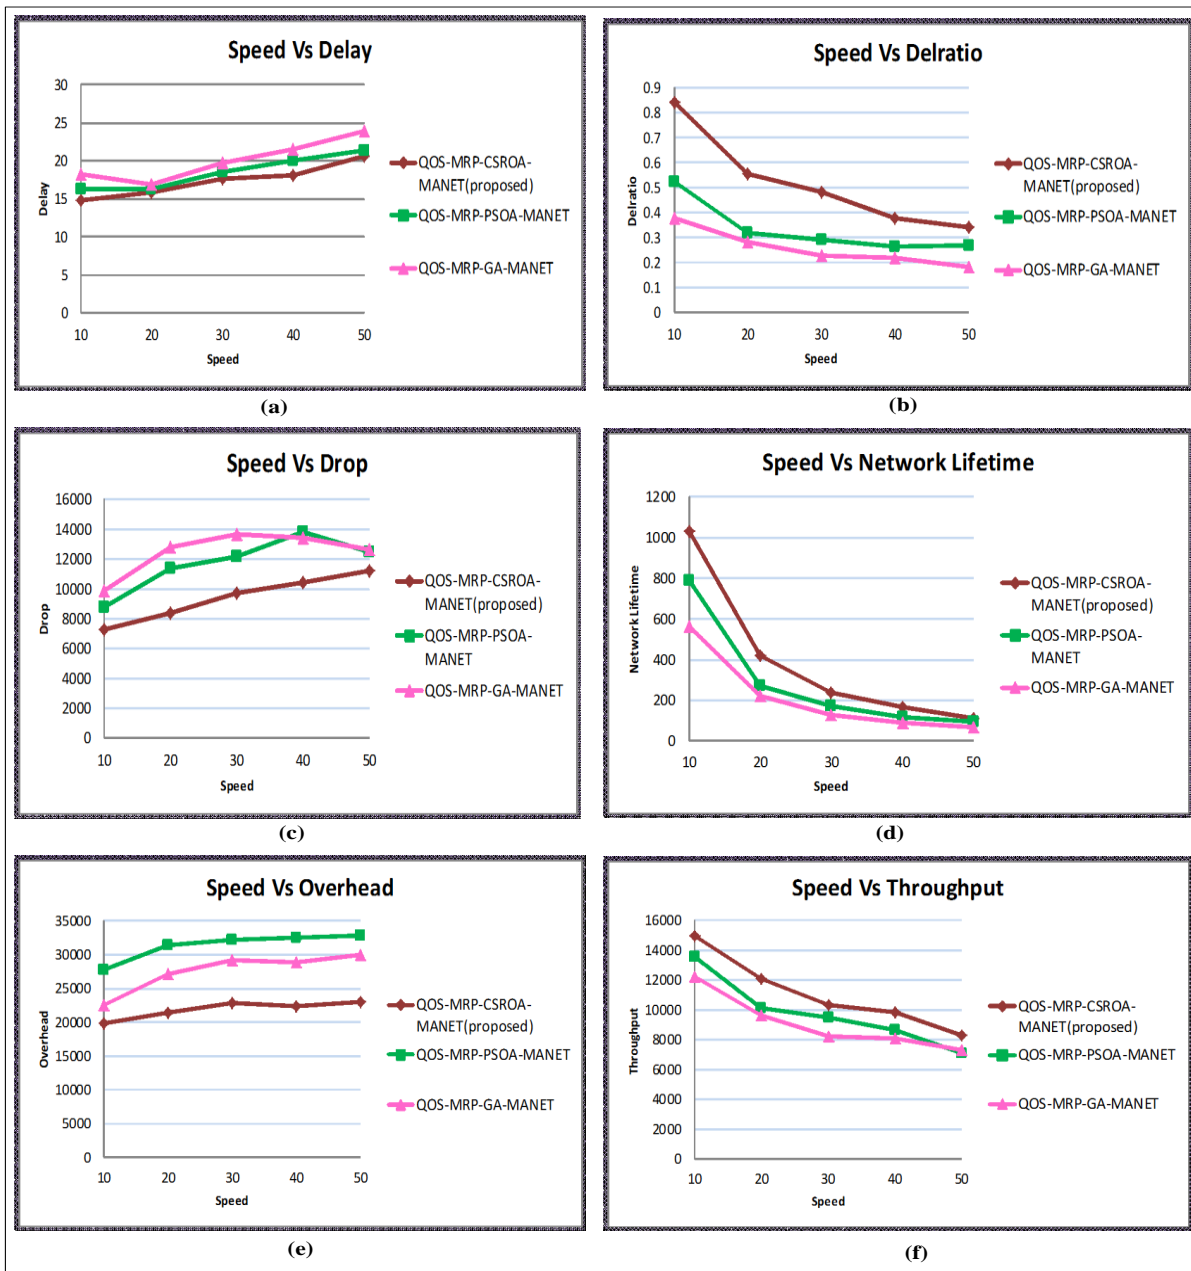 Speed Vs Delay
30
25
20
15
10
5
0
Delay
10 20 30 40 50
Speed
QOS-MRP-CSROA-
MANET(proposed)
QOS-MRP-PSOA-MANET
QOS-MRP-GA-MANET
(a)
Speed Vs Delratio
0.9
0.8
0.7
0.6
0.5
0.4
0.3
0.2
0.1
0
Delratio
10 20 30 40 50
Speed
QOS-MRP-CSROA-
MANET(proposed)
QOS-MRP-PSOA-MANET
QOS-MRP-GA-MANET
(b)
Speed Vs Drop
16000
14000
12000
10000
8000
6000
4000
2000
0
Drop
10 20 30 40 50
Speed
QOS-MRP-CSROA-
MANET(proposed)
QOS-MRP-PSOA-
MANET
QOS-MRP-GA-MANET
(c)
Speed Vs Network Lifetime
1200
1000
800
600
400
200
0
Network Lifetime
10 20 30 40 50
Speed
QOS-MRP-CSROA-
MANET(proposed)
QOS-MRP-PSOA-
MANET
QOS-MRP-GA-MANET
(d)
Speed Vs Overhead
35000
30000
25000
20000
15000
10000
5000
0
Overhead
10 20 30 40 50
Speed
QOS-MRP-CSROA-
MANET(proposed)
QOS-MRP-PSOA-MANET
QOS-MRP-GA-MANET
(e)
Speed Vs Throughput
16000
14000
12000
10000
8000
6000
4000
2000
0
Throughput
10 20 30 40 50
Speed
QOS-MRP-CSROA-
MANET(proposed)
QOS-MRP-PSOA-MANET
QOS-MRP-GA-MANET
(f)